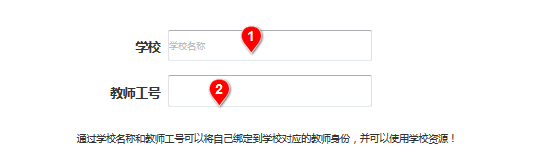 学校 学校名称 1
教师工号 2
通过学校名称和教师工号可以将自己绑定到学校对应的教师身份，并可以使用学校资源！